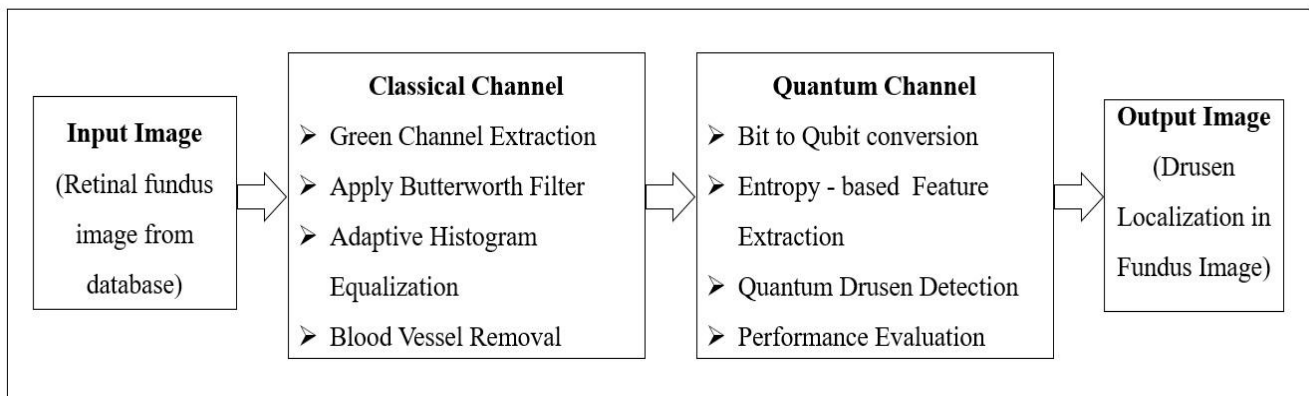 Input Image
(Retinal fundus
image from
database)
Classical Channel
➢ Green Channel Extraction
➢ Apply Butterworth Filter
➢ Adaptive Histogram
Equalization
➢ Blood Vessel Removal
Quantum Channel
➢ Bit to Qubit conversion
➢ Entropy - based Feature
Extraction
➢ Quantum Drusen Detection
➢ Performance Evaluation
Output Image
(Drusen
Localization in
Fundus Image)